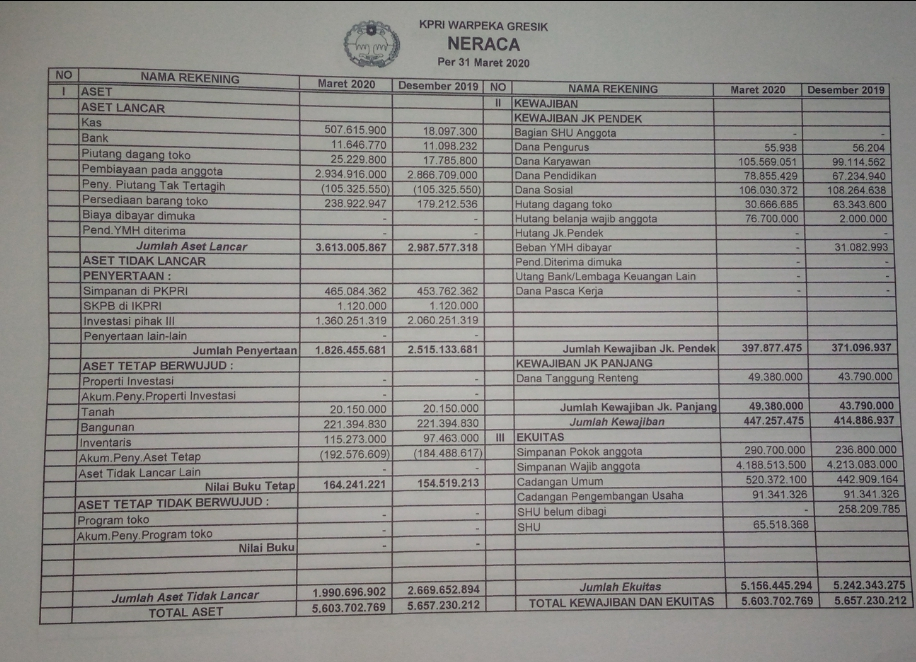 KPRI WARPEKA GRESIK
NERACA
Per 31 Maret 2020
NO NAMA REKENING Maret 2020 Desember 2019 NO NAMA REKENING Maret 2020 Desember 2019
I ASET II KEWAJIBAN
ASET LANCAR KEWAJIBAN JK PENDEK
Kas 507.615.900 18.097.300 Bagian SHU Anggota - -
Bank 11.646.770 11.098.232 Dana Pengurus 55.938 56.204
Piutang dagang toko 25.229.800 17.785.800 Dana Karyawan 105.569.051 99.114.562
Pembiayaan pada anggota 2.934.916.000 2.866.709.000 Dana Pendidikan 78.855.429 67.234.940
Peny. Piutang Tak Tertagih (105.325.550) (105.325.550) Dana Sosial 106.030.372 108.264.638
Persediaan barang toko 238.922.947 179.212.536 Hutang dagang toko 30.666.685 63.343.600
Biaya dibayar dimuka - - Hutang belanja wajib anggota 76.700.000 2.000.000
Pend.YMH diterima - - Hutang Jk.Pendek - -
Jumlah Aset Lancar 3.613.005.867 2.987.577.318 Beban YMH dibayar - 31.082.993
ASET TIDAK LANCAR Pend.Diterima dimuka - -
PENYERTAAN : Utang Bank/Lembaga Keuangan Lain - -
Simpanan di PKPRI 465.084.362 453.762.362 Dana Pasca Kerja - -
SKPB di IKPRI 1.120.000 1.120.000
Investasi pihak III 1.360.251.319 2.060.251.319
Penyertaan lain-lain - -
Jumlah Penyertaan 1.826.455.681 2.515.133.681 Jumlah Kewajiban Jk. Pendek 397.877.475 371.096.937
ASET TETAP BERWUJUD : KEWAJIBAN JK PANJANG
Properti Investasi - - Dana Tanggung Renteng 49.380.000 43.790.000
Akum.Peny.Properti Investasi - -
Tanah 20.150.000 20.150.000 Jumlah Kewajiban Jk. Panjang 49.380.000 43.790.000
Bangunan 221.394.830 221.394.830 Jumlah Kewajiban 447.257.475 414.886.937
Inventaris 115.273.000 97.463.000 III EKUITAS
Akum.Peny.Aset Tetap (192.576.609) (184.488.617) Simpanan Pokok anggota 290.700.000 236.800.000
Aset Tidak Lancar Lain - - Simpanan Wajib anggota 4.188.513.500 4.213.083.000
Nilai Buku Tetap 164.241.221 154.519.213 Cadangan Umum 520.372.100 442.909.164
ASET TETAP TIDAK BERWUJUD : Cadangan Pengembangan Usaha 91.341.326 91.341.326
Program toko - - SHU belum dibagi - 258.209.785
Akum.Peny.Program toko - - SHU 65.518.368
Nilai Buku - -
Jumlah Aset Tidak Lancar 1.990.696.902 2.669.652.894 Jumlah Ekuitas 5.156.445.294 5.242.343.275
TOTAL ASET 5.603.702.769 5.657.230.212 TOTAL KEWAJIBAN DAN EKUITAS 5.603.702.769 5.657.230.212